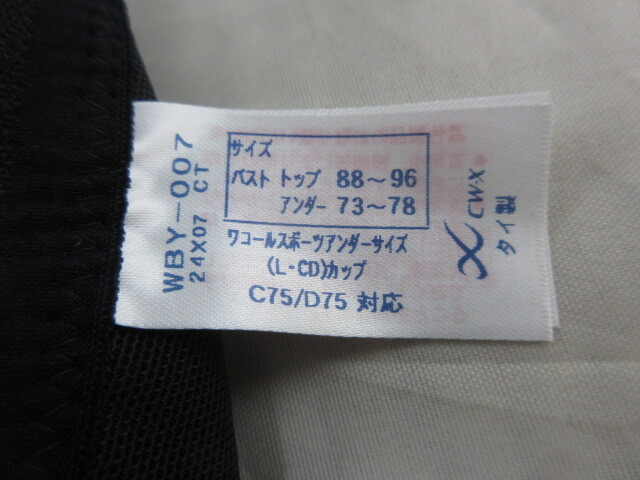 WBY-007
24X07 CT
サイズ
バスト トップ 88〜96
アンダー 73〜78
ワコールスポーツアンダーサイズ
(L・CD)カップ
C75/D75 対応
CW-X
タイ製